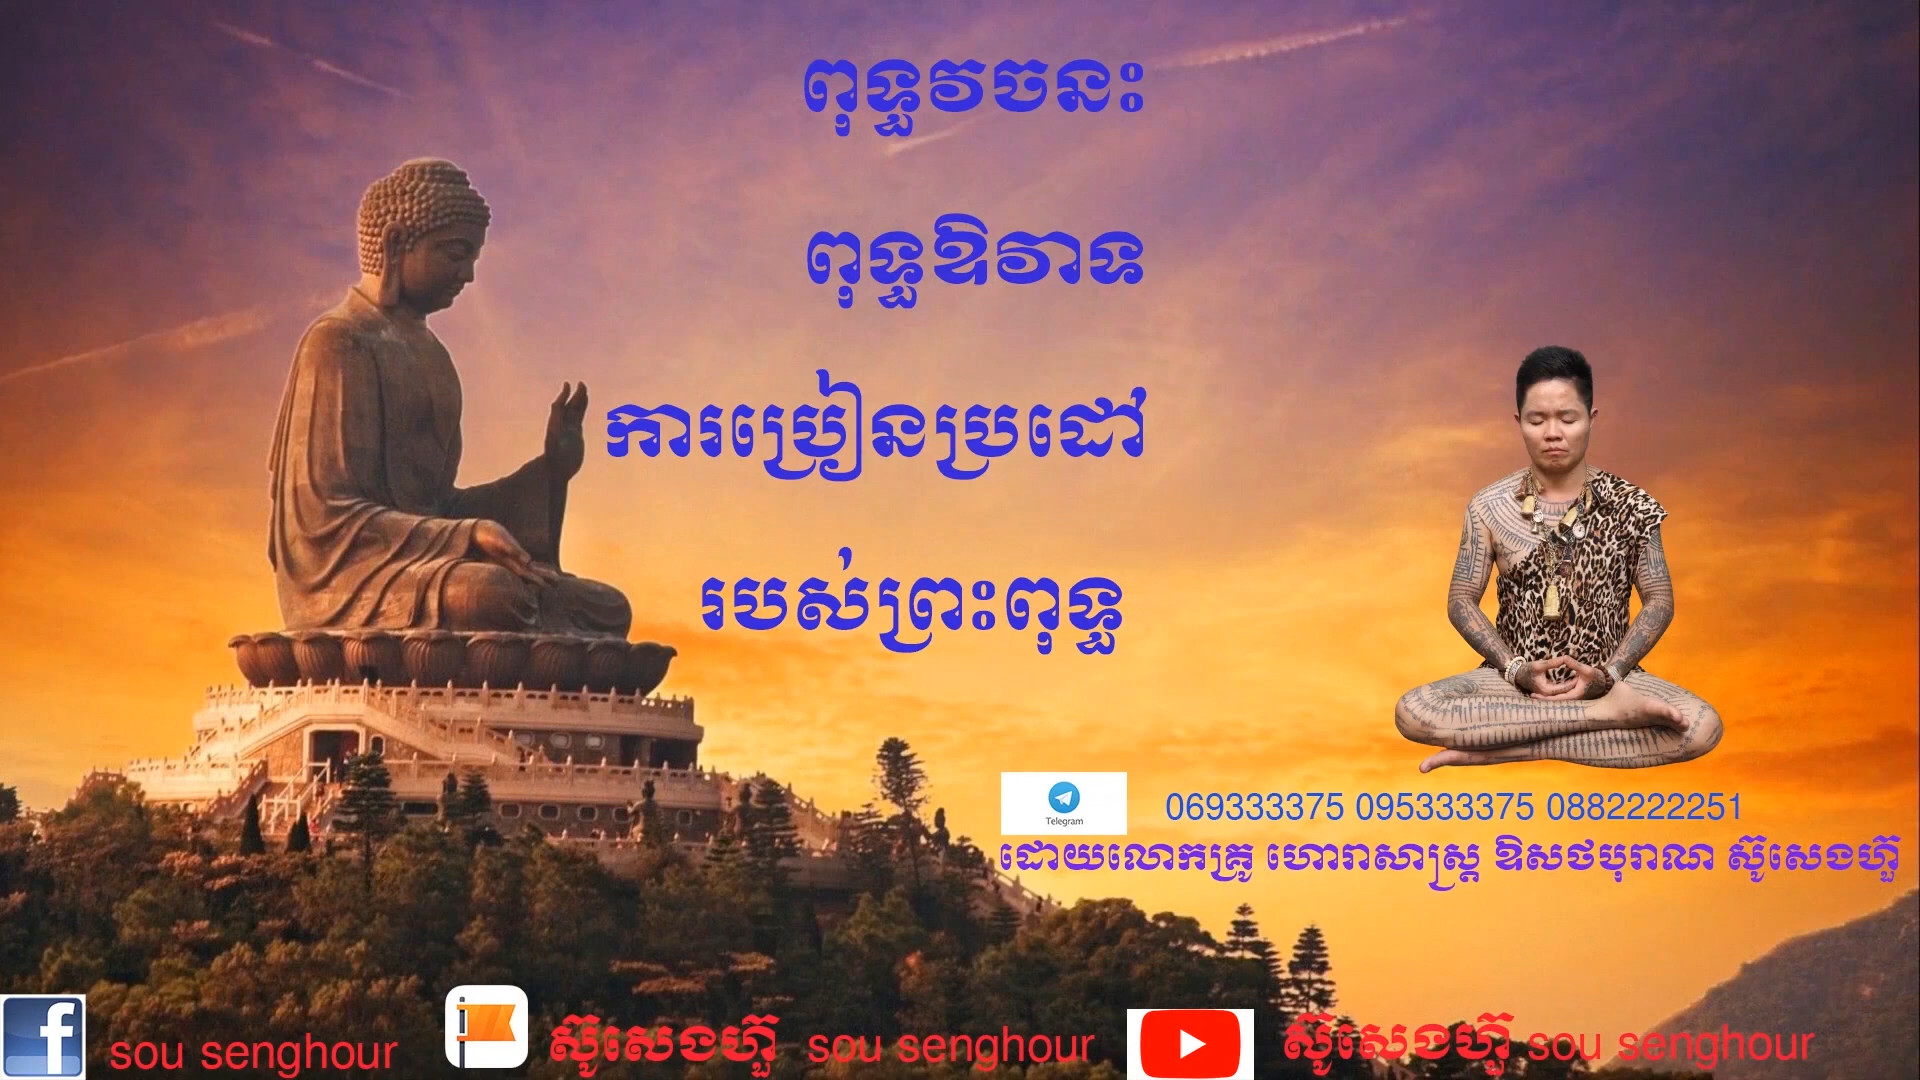 ពុទ្ធវចនះ
ពុទ្ធឱវាទ
ការប្រៀនប្រដៅ
របស់ព្រះពុទ្ធ
Telegram
069333375 095333375 0882222251
ដោយលោកគ្រូ ហោរាសាស្ត្រ ឱសថបុរាណ ស៊ូសេងហ៊ួ
sou senghour
ស៊ូសេងហ៊ួ sou senghour
ស៊ូសេងហ៊ួ sou senghour